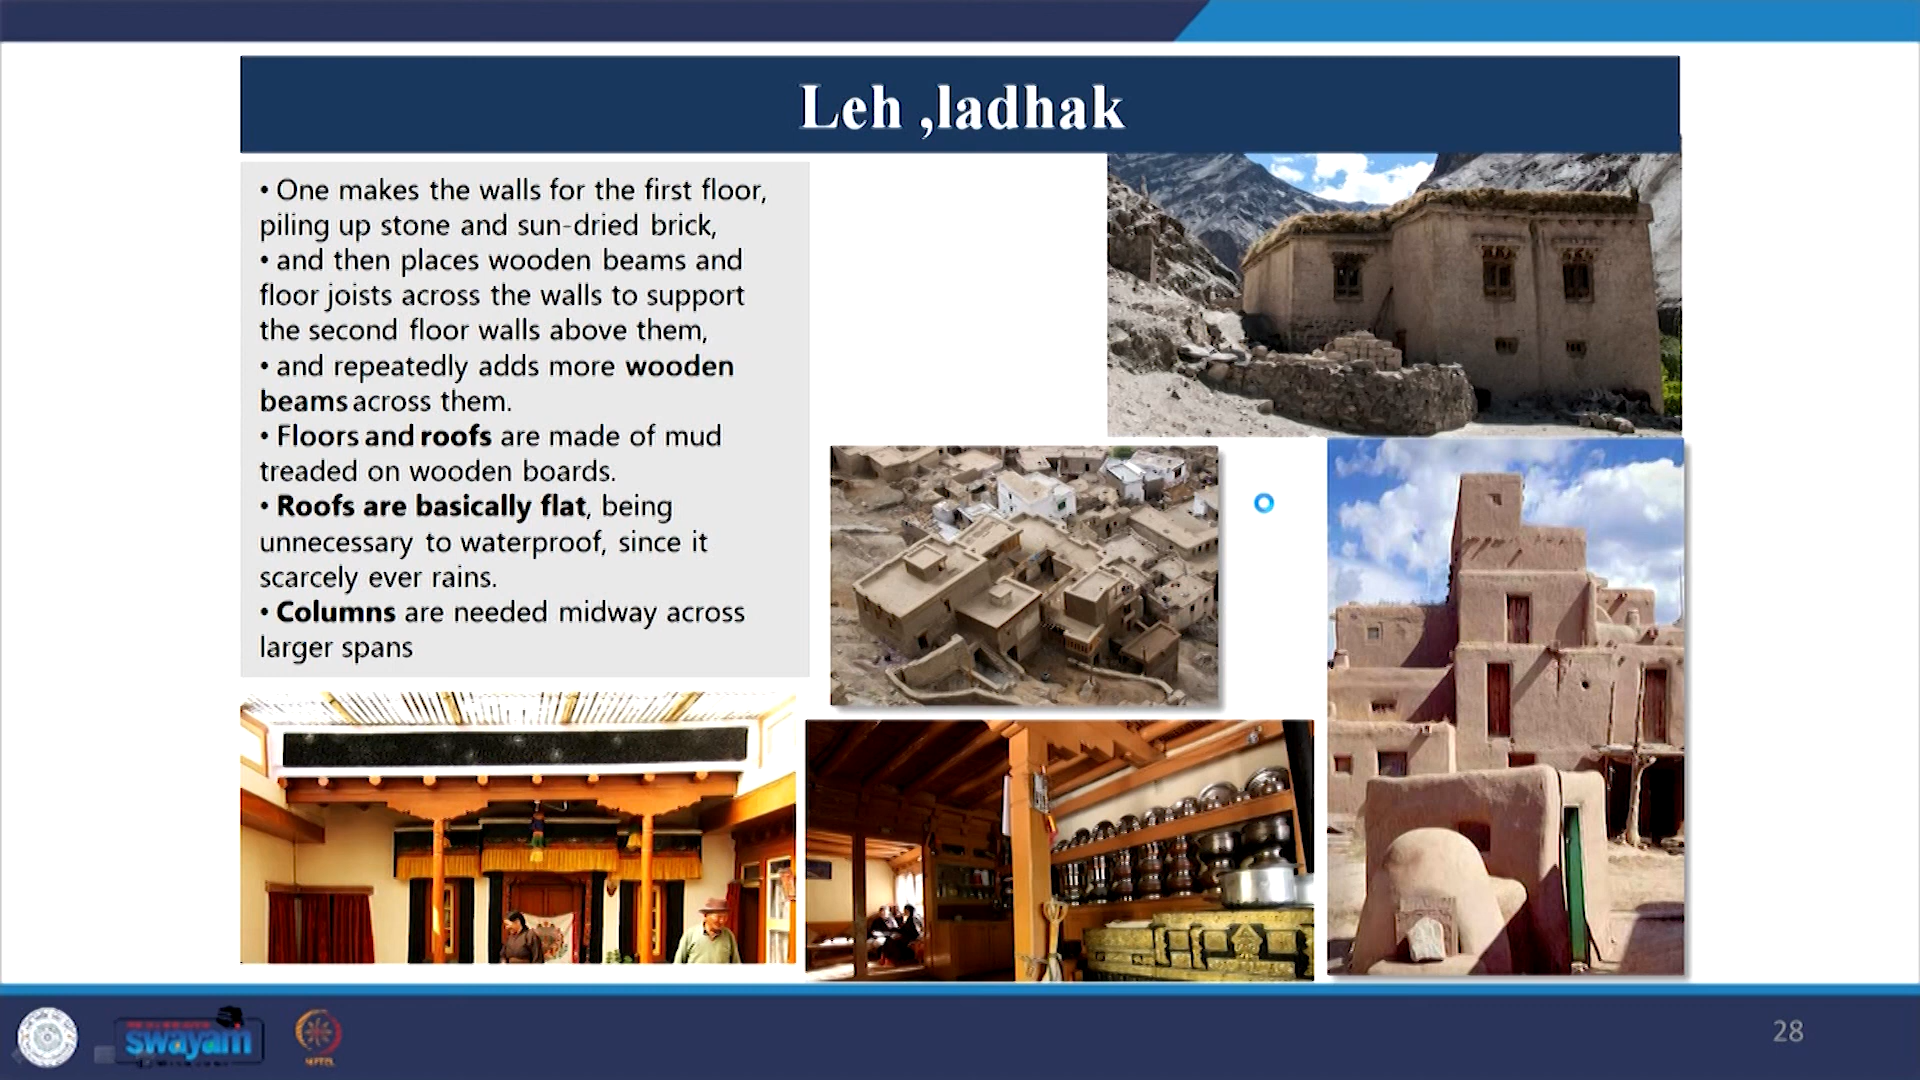 Leh ,ladhak
• One makes the walls for the first floor,
piling up stone and sun-dried brick,
• and then places wooden beams and
floor joists across the walls to support
the second floor walls above them,
• and repeatedly adds more wooden
beams across them.
• Floors and roofs are made of mud
treaded on wooden boards.
• Roofs are basically flat, being
unnecessary to waterproof, since it
scarcely ever rains.
• Columns are needed midway across
larger spans
swayam
28